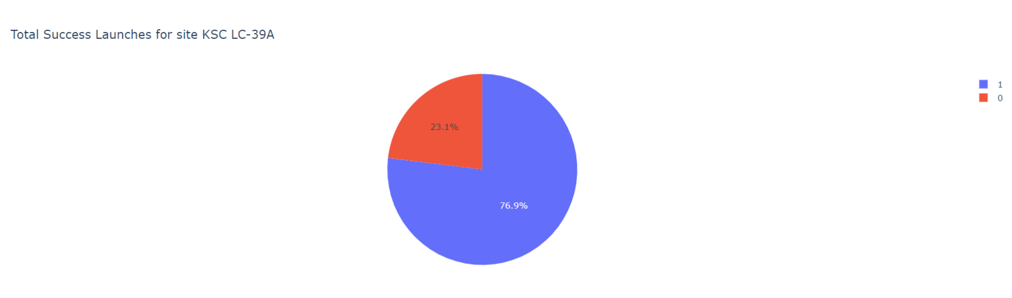 Total Success Launches for site KSC LC-39A
1
0
23.1%
76.9%